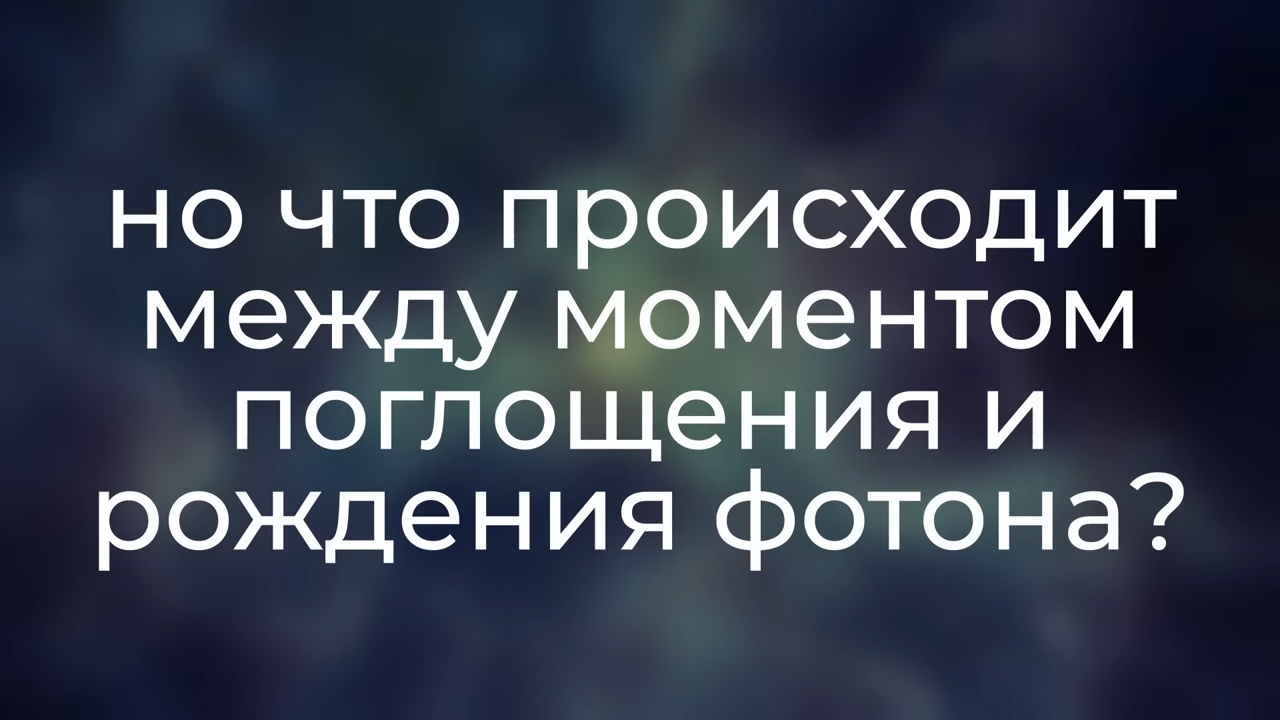 но что происходит
между моментом
поглощения и
рождения фотона?